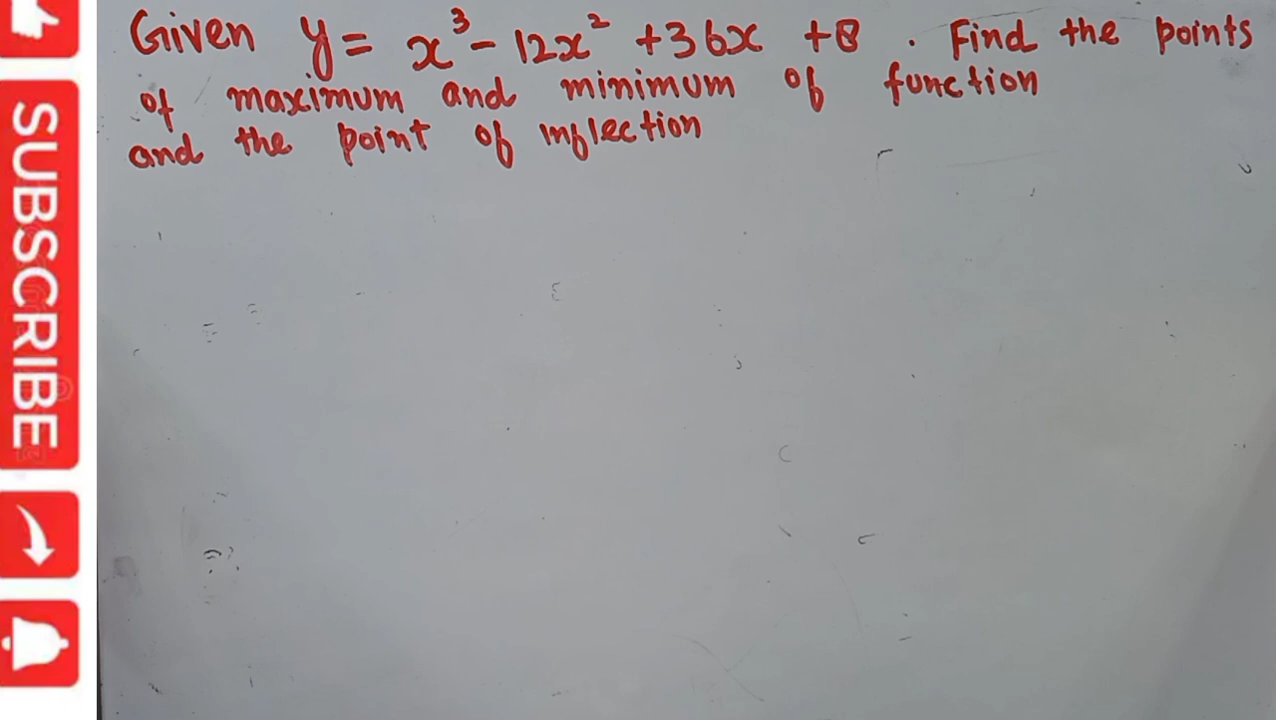 Given y = x³ - 12x² + 36x + 8 . Find the points
of maximum and minimum of function
and the point of inflection
SUBSCRIBE